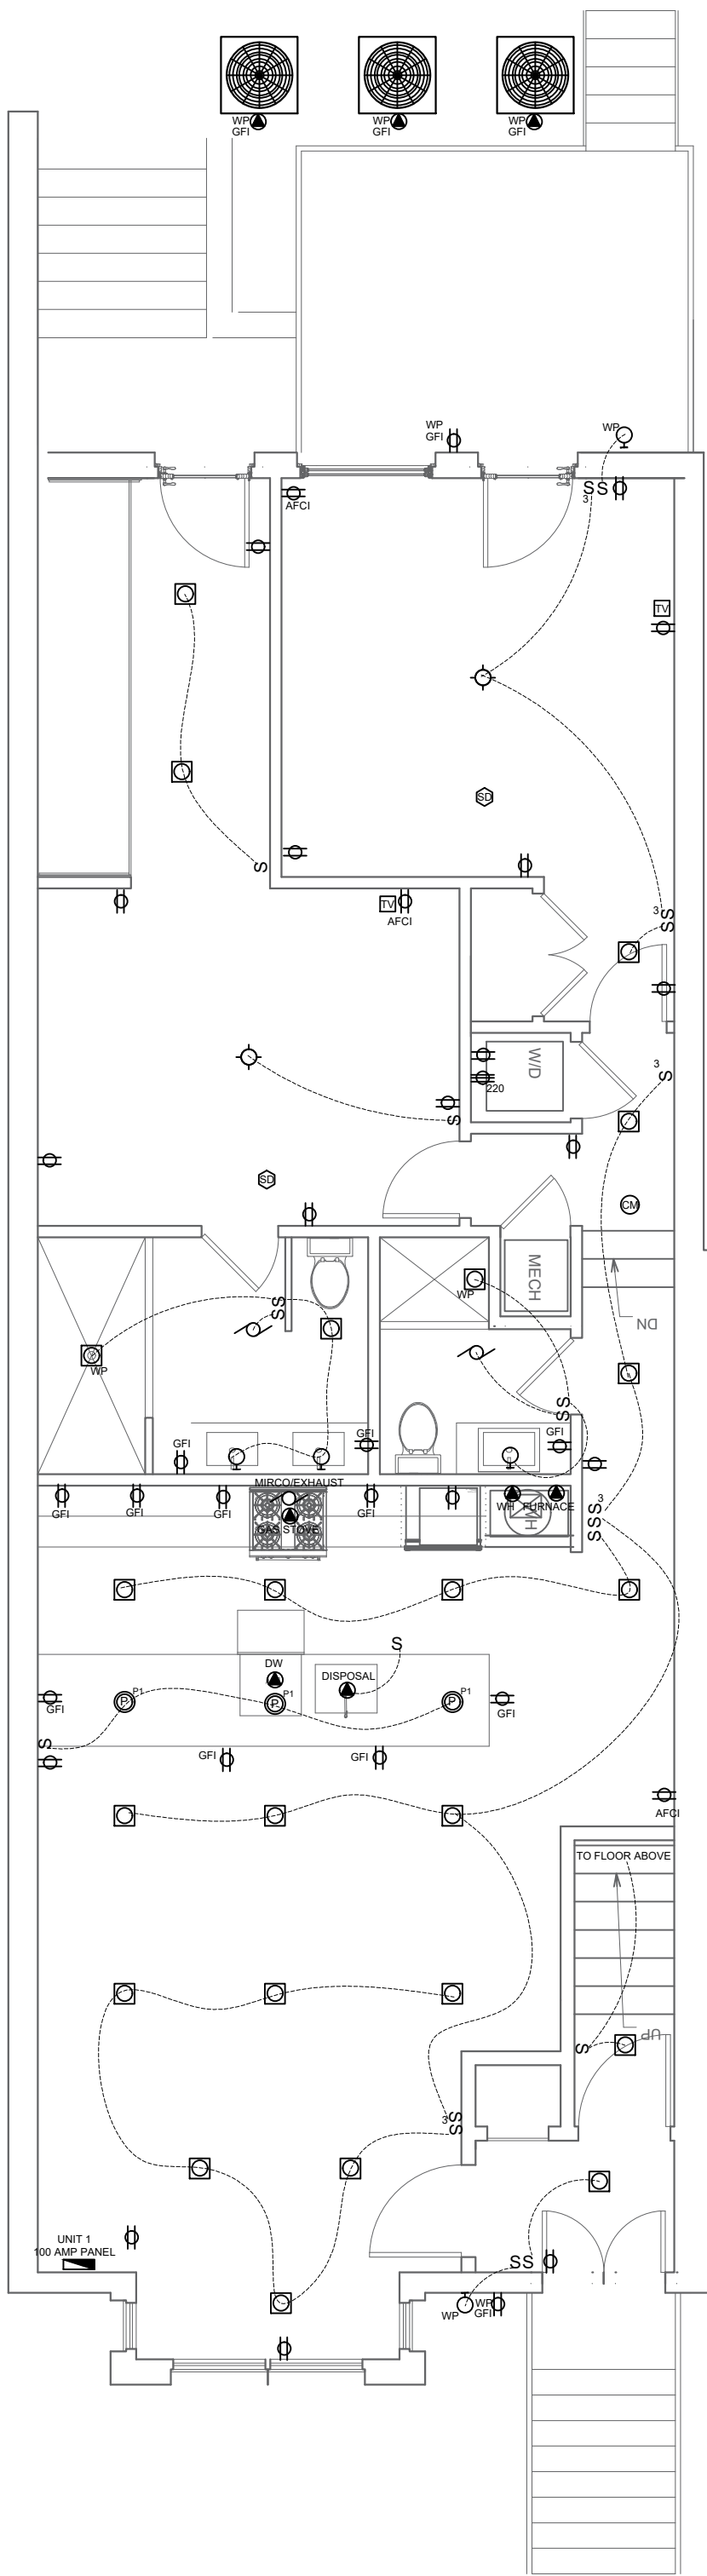 WP
GFI
WP
GFI
WP
GFI
WP
GFI
WP
SS
3
AFCI
TV
SD
S
TV
AFCI
3
SS
W/D
220
3
S
S
SD
CM
MECH
DN
SS
WP
WP
SS
GFI
GFI
GFI
MIRCO/EXHAUST
GFI
GFI
GFI
GAS STOVE
GFI
WH
FURNACE
WH
3
SSS
S
DW
DISPOSAL
P
P1
P
P1
P
P1
GFI
GFI
S
GFI
GFI
AFCI
TO FLOOR ABOVE
UP
S
3
SS
UNIT 1
100 AMP PANEL
SS
WP
WP
GFI